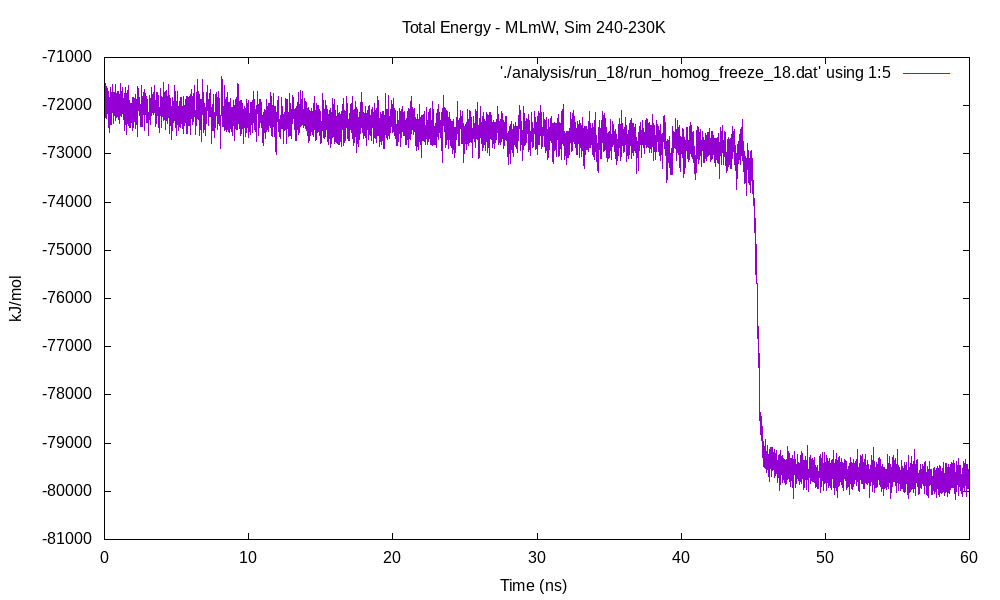 Total Energy - MLmW, Sim 240-230K
'./analysis/run_18/run_homog_freeze_18.dat' using 1:5
-71000
-72000
-73000
-74000
-75000
-76000
-77000
-78000
-79000
-80000
-81000
kJ/mol
0 10 20 30 40 50 60
Time (ns)